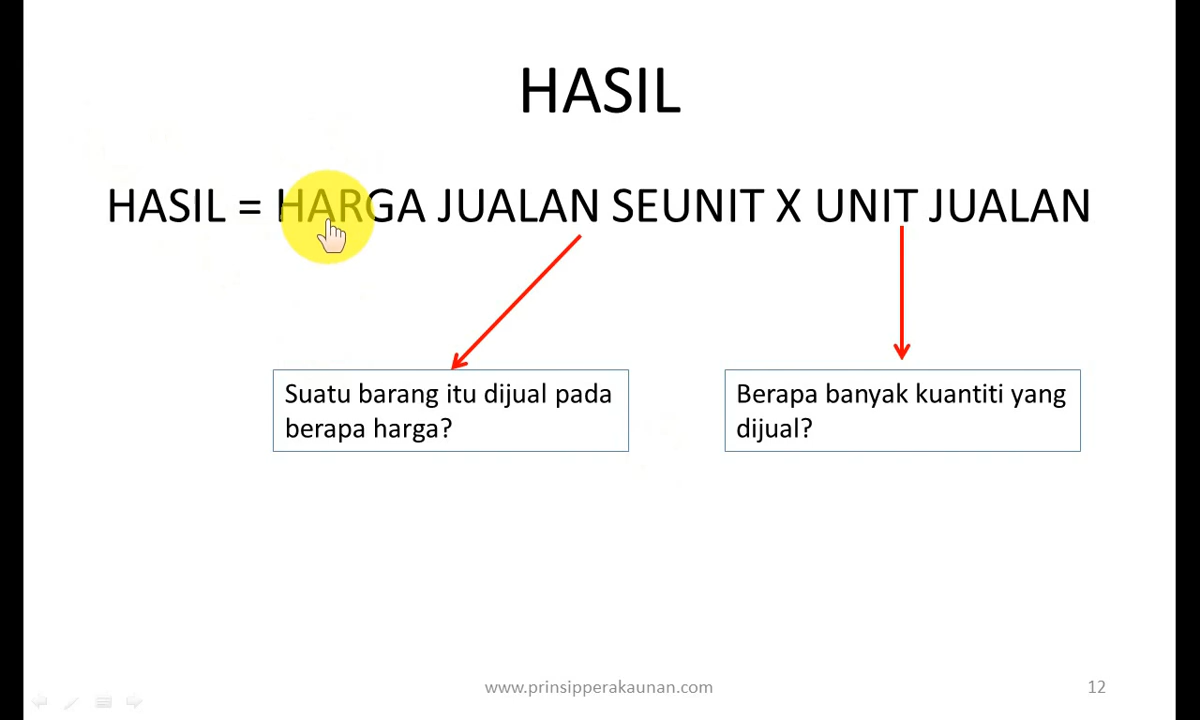 HASIL
HASIL = HARGA JUALAN SEUNIT X UNIT JUALAN
Suatu barang itu dijual pada
berapa harga?
Berapa banyak kuantiti yang
dijual?
www.prinsipperakaunan.com
12